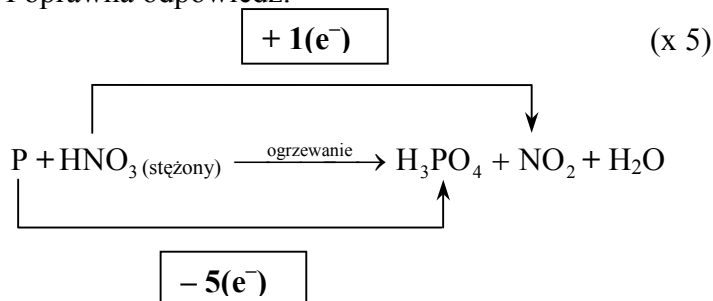 Poprawna odpowiedź:
+ 1(e⁻) (x 5)
P + HNO₃ (stężony) ogrzewanie → H₃PO₄ + NO₂ + H₂O
– 5(e⁻)